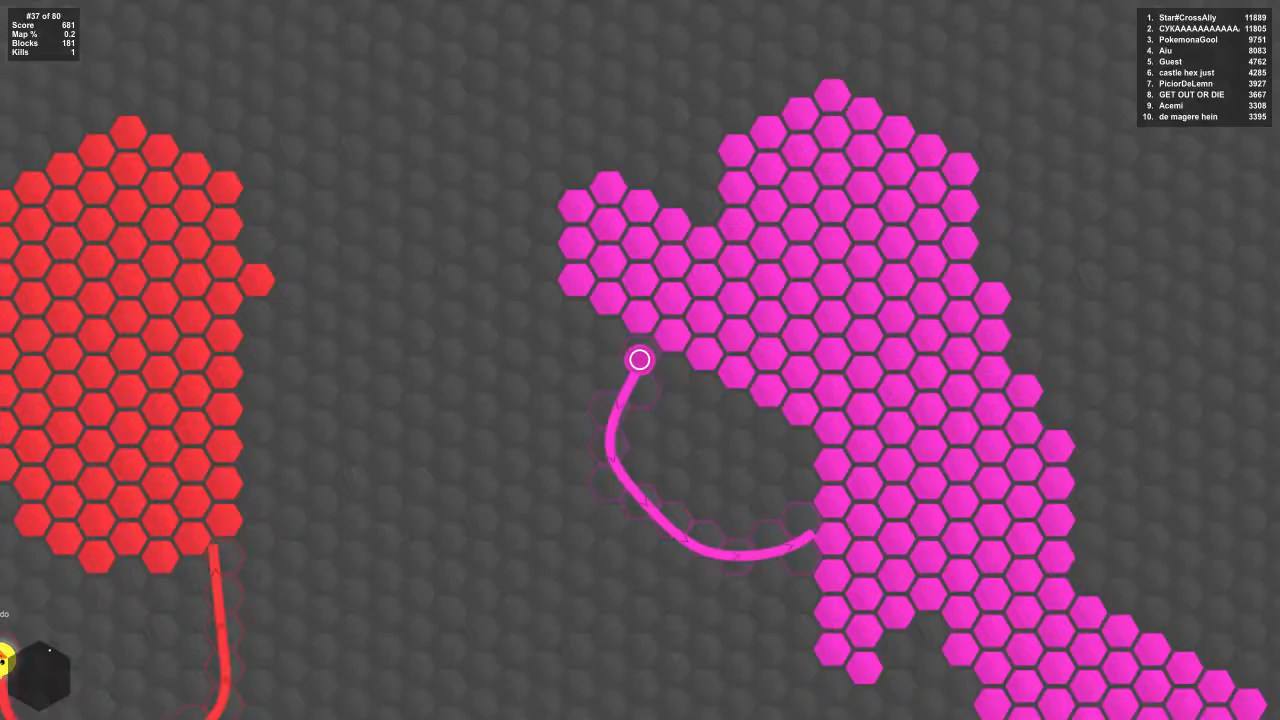 #37 of 80
Score 681
Map % 0.2
Blocks 181
Kills 1
1. Star#CrossAlly 11889
2. СУКААААААААААА 11805
3. PokemonaGool 9751
4. Aiu 8083
5. Guest 4762
6. castle hex just 4285
7. PiciorDeLemn 3927
8. GET OUT OR DIE 3667
9. Acemi 3308
10. de magere hein 3395
do